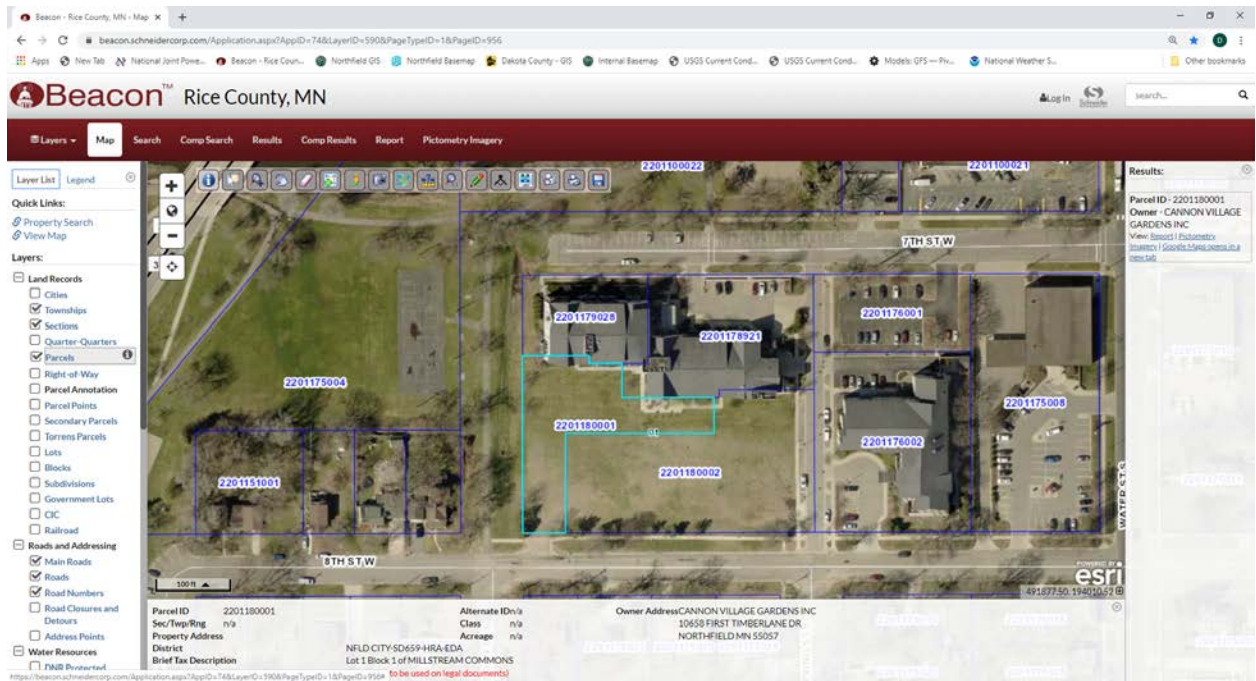 Beacon - Rice County, MN - Map
beacon.schneidercorp.com/Application.aspx?AppID=74&LayerID=590&PageTypeID=1&PageID=956
Apps New Tab National Joint Powe... Beacon - Rice Coun... Northfield GIS Northfield Basemap Dakota County - GIS Internal Basemap USGS Current Cond... USGS Current Cond... Models: GFS — Piv... National Weather S... Other bookmarks
Beacon™ Rice County, MN
Log In
Schneider
search...
Layers Map Search Comp Search Results Comp Results Report Pictometry Imagery
Layer List Legend
Quick Links:
Property Search
View Map
Layers:
Land Records
Cities
Townships
Sections
Quarter-Quarters
Parcels
Right-of-Way
Parcel Annotation
Parcel Points
Secondary Parcels
Torrens Parcels
Lots
Blocks
Subdivisions
Government Lots
CIC
Railroad
Roads and Addressing
Main Roads
Roads
Road Numbers
Road Closures and
Detours
Address Points
Water Resources
DNR Protected
2201100022
2201100021
7TH ST W
3
2201179028
2201178921
2201176001
2201175004
2201180001
01
2201175008
2201176002
2201151001
2201180002
WATER ST S
8TH ST W
100 ft
POWERED BY
esri
491877.50, 194010.52
Results:
Parcel ID - 2201180001
Owner - CANNON VILLAGE
GARDENS INC
View: Report | Pictometry
Imagery | Google Maps opens in a
new tab
Parcel ID 2201180001 Alternate ID n/a Owner Address CANNON VILLAGE GARDENS INC
Sec/Twp/Rng n/a Class n/a 10658 FIRST TIMBERLANE DR
Property Address Acreage n/a NORTHFIELD MN 55057
District NFLD CITY-SD659-HRA-EDA
Brief Tax Description Lot 1 Block 1 of MILLSTREAM COMMONS
https://beacon.schneidercorp.com/Application.aspx?AppID=74&LayerID=590&PageTypeID=1&PageID=956# to be used on legal documents)